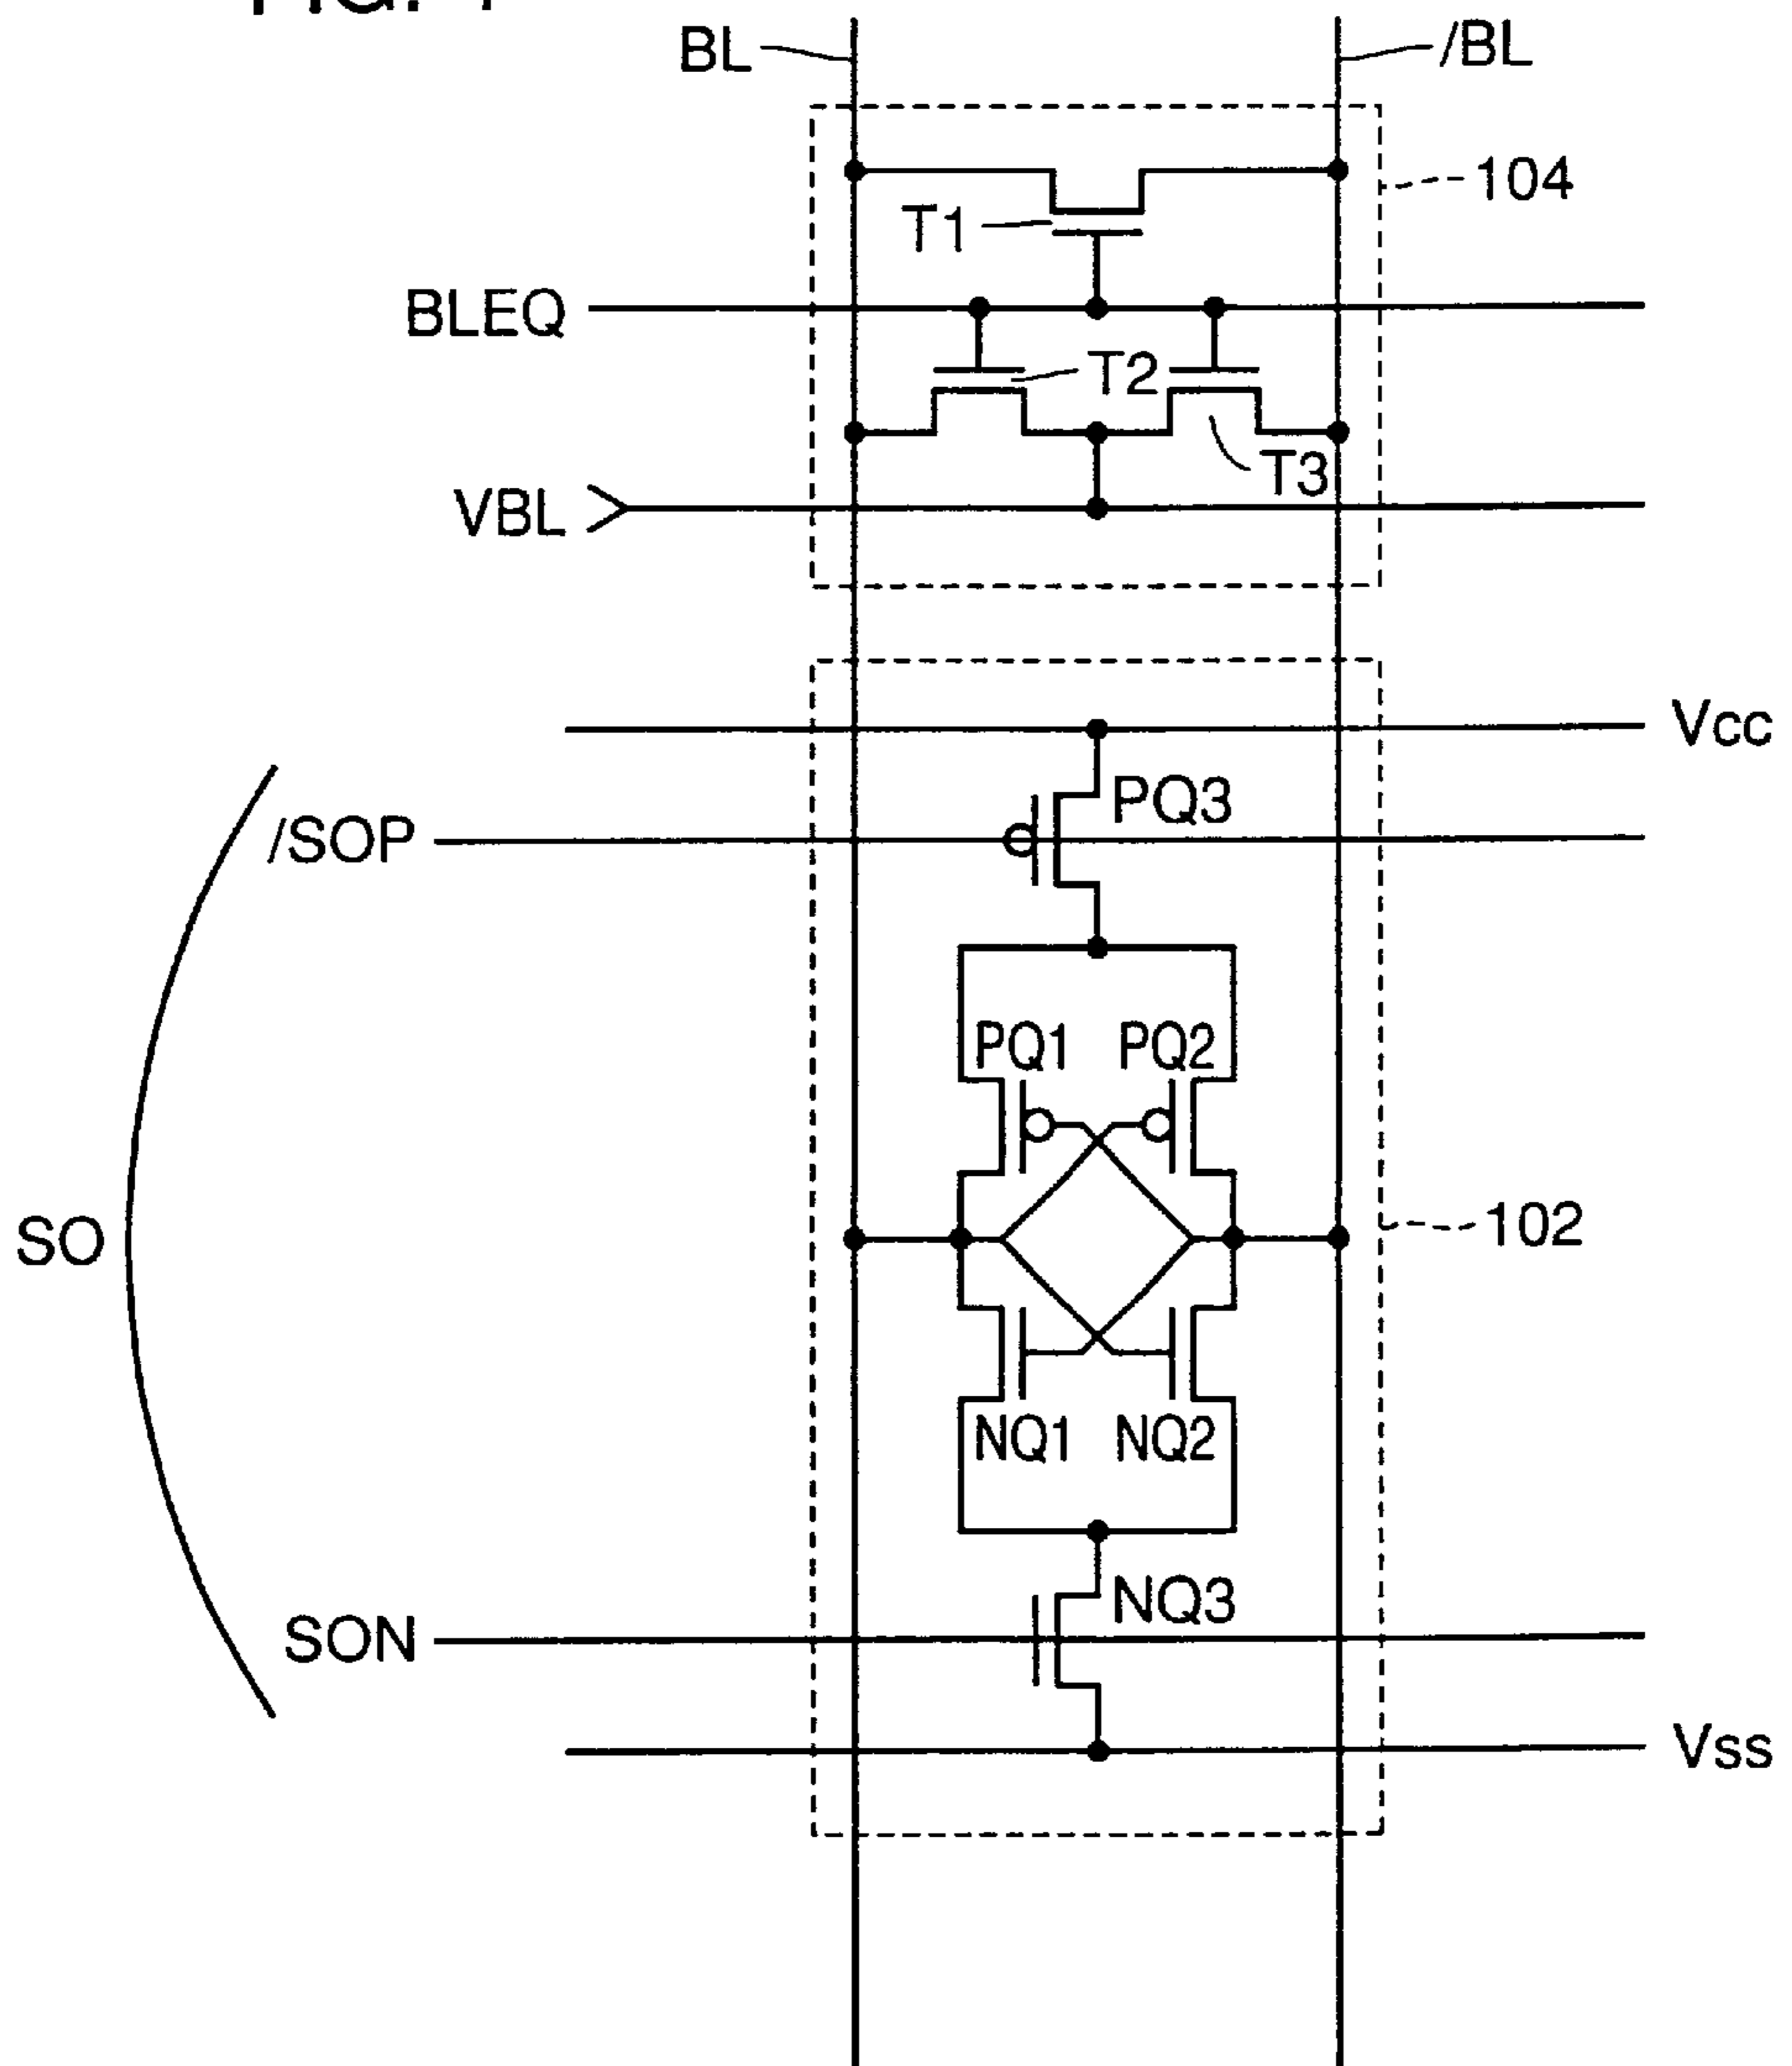 BL
/BL
104
T1
BLEQ
T2
T3
VBL
Vcc
PQ3
/SOP
PQ1 PQ2
SO
102
NQ1 NQ2
NQ3
SON
Vss